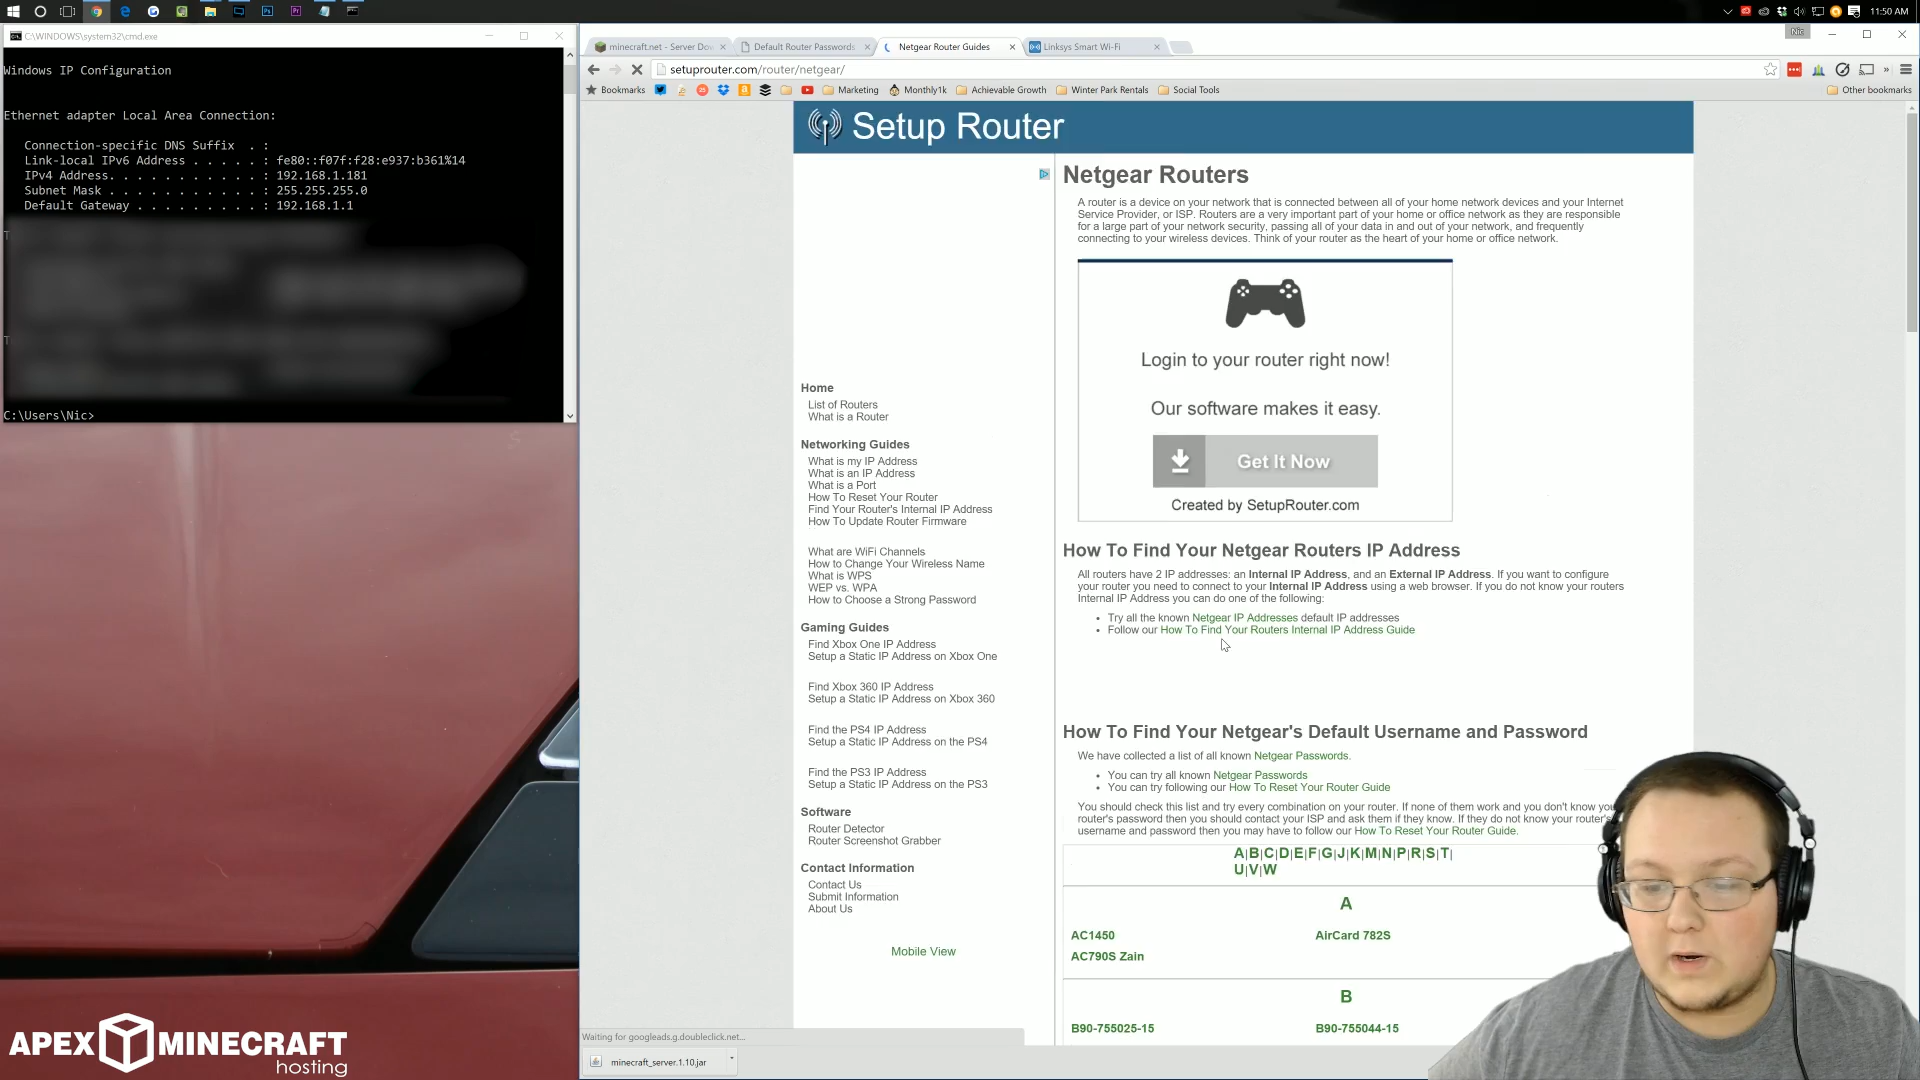 11:50 AM
C:\WINDOWS\system32\cmd.exe
Windows IP Configuration
Ethernet adapter Local Area Connection:
Connection-specific DNS Suffix . :
Link-local IPv6 Address . . . . . : fe80::f07f:f28:e937:b361%14
IPv4 Address. . . . . . . . . . . : 192.168.1.181
Subnet Mask . . . . . . . . . . . : 255.255.255.0
Default Gateway . . . . . . . . . : 192.168.1.1
C:\Users\Nic>
minecraft.net - Server Dov
Default Router Passwords
Netgear Router Guides
Linksys Smart Wi-Fi
Nic
setuprouter.com/router/netgear/
Bookmarks
Marketing
Monthly1k
Achievable Growth
Winter Park Rentals
Social Tools
Other bookmarks
Setup Router
Home
List of Routers
What is a Router
Networking Guides
What is my IP Address
What is an IP Address
What is a Port
How To Reset Your Router
Find Your Router's Internal IP Address
How To Update Router Firmware
What are WiFi Channels
How to Change Your Wireless Name
What is WPS
WEP vs. WPA
How to Choose a Strong Password
Gaming Guides
Find Xbox One IP Address
Setup a Static IP Address on Xbox One
Find Xbox 360 IP Address
Setup a Static IP Address on Xbox 360
Find the PS4 IP Address
Setup a Static IP Address on the PS4
Find the PS3 IP Address
Setup a Static IP Address on the PS3
Software
Router Detector
Router Screenshot Grabber
Contact Information
Contact Us
Submit Information
About Us
Mobile View
Netgear Routers
A router is a device on your network that is connected between all of your home network devices and your Internet
Service Provider, or ISP. Routers are a very important part of your home or office network as they are responsible
for a large part of your network security, passing all of your data in and out of your network, and frequently
connecting to your wireless devices. Think of your router as the heart of your home or office network.
Login to your router right now!
Our software makes it easy.
Get It Now
Created by SetupRouter.com
How To Find Your Netgear Routers IP Address
All routers have 2 IP addresses: an Internal IP Address, and an External IP Address. If you want to configure
your router you need to connect to your Internal IP Address using a web browser. If you do not know your routers
Internal IP Address you can do one of the following:
• Try all the known Netgear IP Addresses default IP addresses
• Follow our How To Find Your Routers Internal IP Address Guide
How To Find Your Netgear's Default Username and Password
We have collected a list of all known Netgear Passwords.
• You can try all known Netgear Passwords
• You can try following our How To Reset Your Router Guide
You should check this list and try every combination on your router. If none of them work and you don't know you
router's password then you should contact your ISP and ask them if they know. If they do not know your router's
username and password then you may have to follow our How To Reset Your Router Guide.
A|B|C|D|E|F|G|J|K|M|N|P|R|S|T|
U|V|W
A
AC1450
AirCard 782S
AC790S Zain
B
B90-755025-15
B90-755044-15
Waiting for googleads.g.doubleclick.net...
minecraft_server.1.10.jar
APEX MINECRAFT
hosting